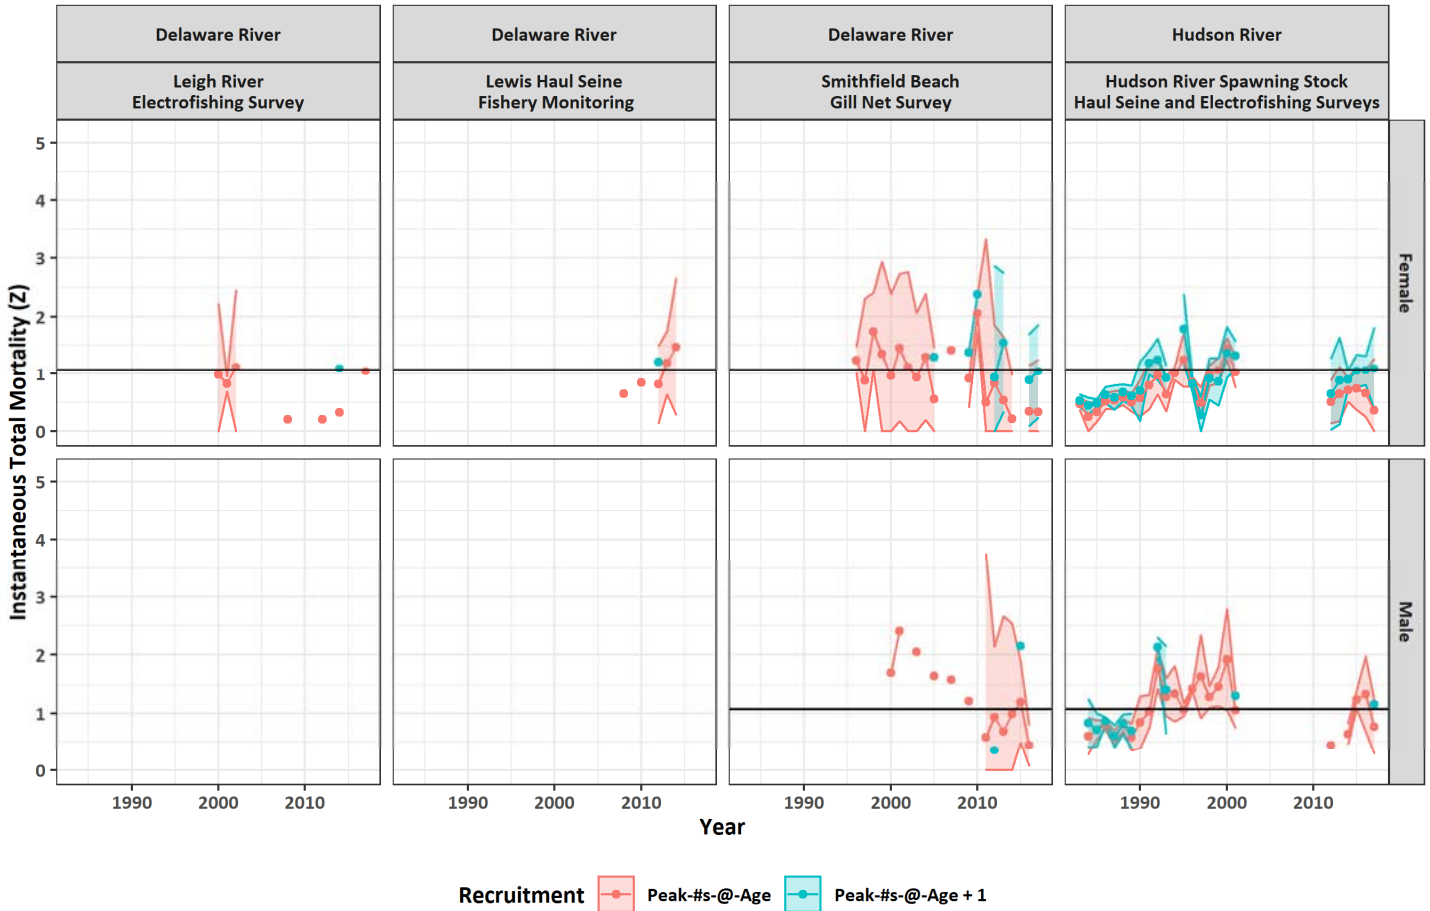 Delaware River
Delaware River
Delaware River
Hudson River
Leigh River
Electrofishing Survey
Lewis Haul Seine
Fishery Monitoring
Smithfield Beach
Gill Net Survey
Hudson River Spawning Stock
Haul Seine and Electrofishing Surveys
Instantaneous Total Mortality (Z)
5
4
3
2
1
0
Female
5
4
3
2
1
0
Male
1990 2000 2010
1990 2000 2010
1990 2000 2010
1990 2000 2010
Year
Recruitment Peak-#s-@-Age Peak-#s-@-Age + 1